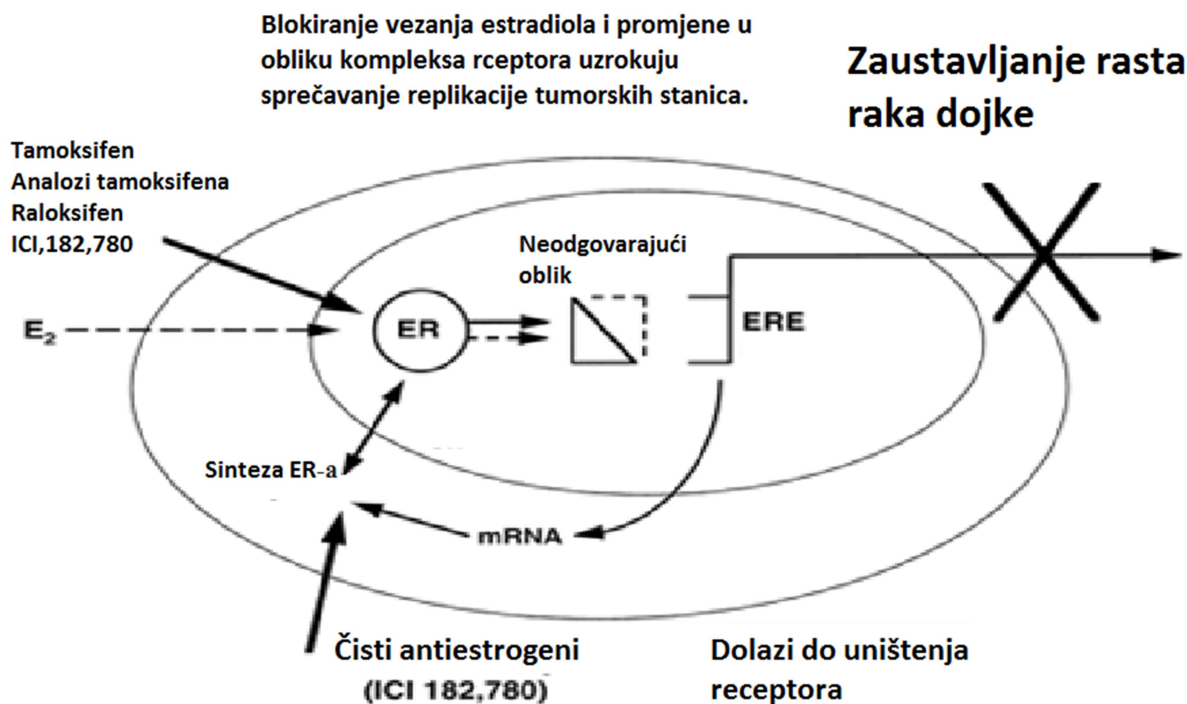 Blokiranje vezanja estradiola i promjene u
obliku kompleksa rceptora uzrokuju
sprečavanje replikacije tumorskih stanica.
Zaustavljanje rasta
raka dojke
Tamoksifen
Analozi tamoksifena
Raloksifen
ICI,182,780
Neodgovarajući
oblik
E₂
ER
ERE
Sinteza ER-a
mRNA
Čisti antiestrogeni
(ICI 182,780)
Dolazi do uništenja
receptora